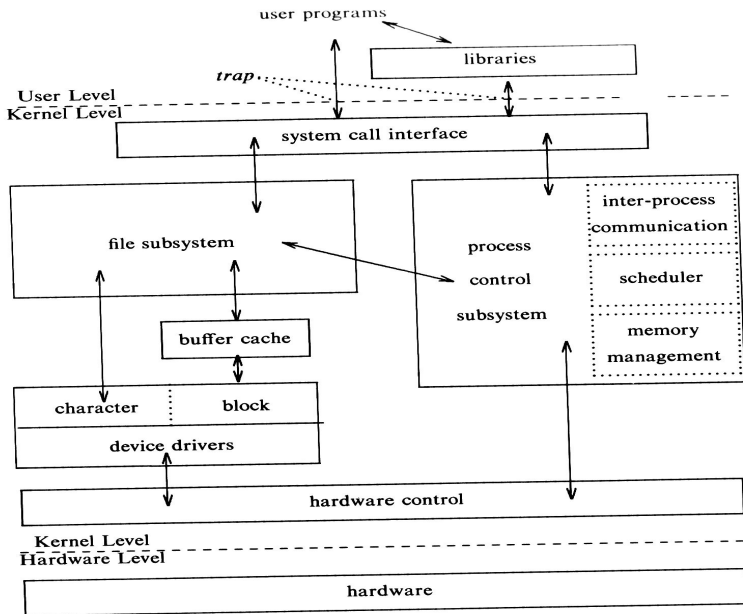 user programs
libraries
trap
User Level
Kernel Level
system call interface
inter-process
communication
file subsystem
process
control
subsystem
scheduler
memory
management
buffer cache
character
block
device drivers
hardware control
Kernel Level
Hardware Level
hardware